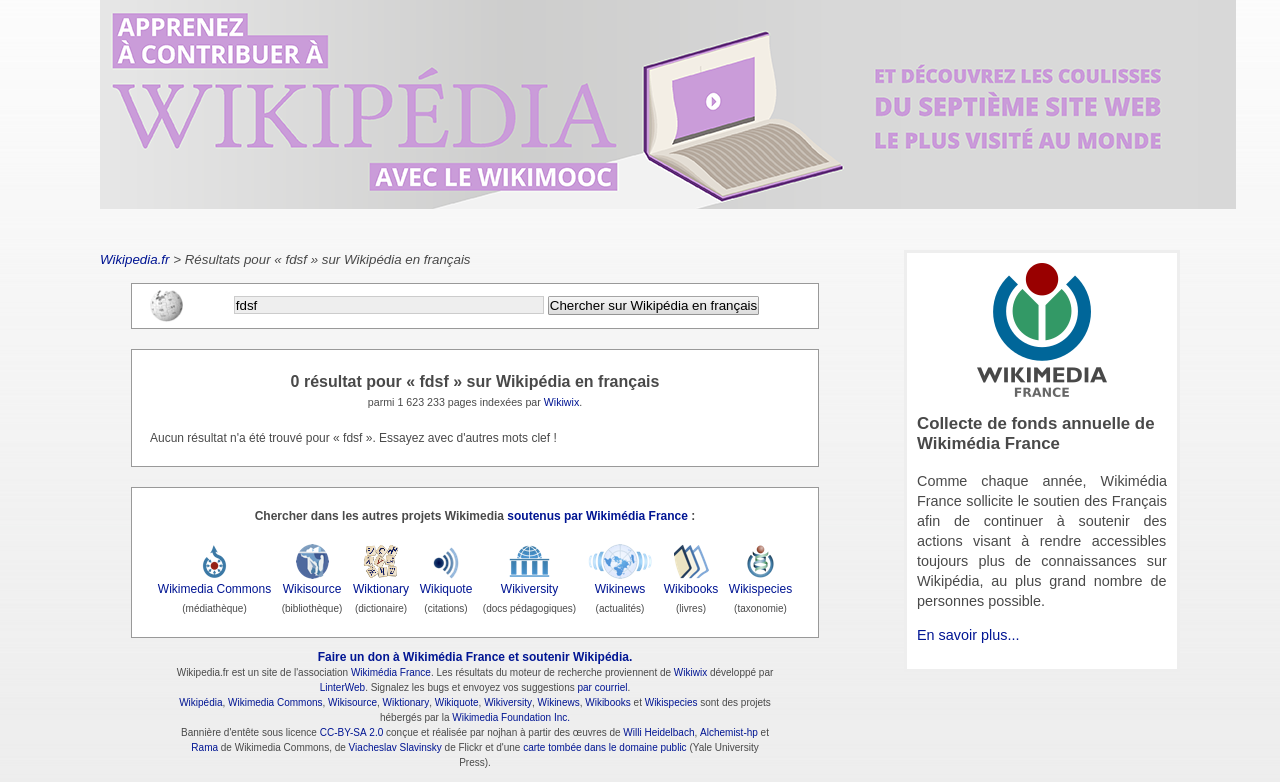 APPRENEZ
À CONTRIBUER À
WIKIPÉDIA
AVEC LE WIKIMOOC
ET DÉCOUVREZ LES COULISSES
DU SEPTIÈME SITE WEB
LE PLUS VISITÉ AU MONDE
Wikipedia.fr > Résultats pour « fdsf » sur Wikipédia en français
fdsf
Chercher sur Wikipédia en français
0 résultat pour « fdsf » sur Wikipédia en français
parmi 1 623 233 pages indexées par Wikiwix.
Aucun résultat n'a été trouvé pour « fdsf ». Essayez avec d'autres mots clef !
Chercher dans les autres projets Wikimedia soutenus par Wikimédia France :
Wikimedia Commons
(médiathèque)
Wikisource
(bibliothèque)
Wiktionary
(dictionaire)
Wikiquote
(citations)
Wikiversity
(docs pédagogiques)
Wikinews
(actualités)
Wikibooks
(livres)
Wikispecies
(taxonomie)
Faire un don à Wikimédia France et soutenir Wikipédia.
Wikipedia.fr est un site de l'association Wikimédia France. Les résultats du moteur de recherche proviennent de Wikiwix développé par
LinterWeb. Signalez les bugs et envoyez vos suggestions par courriel.
Wikipédia, Wikimedia Commons, Wikisource, Wiktionary, Wikiquote, Wikiversity, Wikinews, Wikibooks et Wikispecies sont des projets
hébergés par la Wikimedia Foundation Inc.
Bannière d'entête sous licence CC-BY-SA 2.0 conçue et réalisée par nojhan à partir des œuvres de Willi Heidelbach, Alchemist-hp et
Rama de Wikimedia Commons, de Viacheslav Slavinsky de Flickr et d'une carte tombée dans le domaine public (Yale University
Press).
WIKIMEDIA
FRANCE
Collecte de fonds annuelle de
Wikimédia France
Comme chaque année, Wikimédia
France sollicite le soutien des Français
afin de continuer à soutenir des
actions visant à rendre accessibles
toujours plus de connaissances sur
Wikipédia, au plus grand nombre de
personnes possible.
En savoir plus...